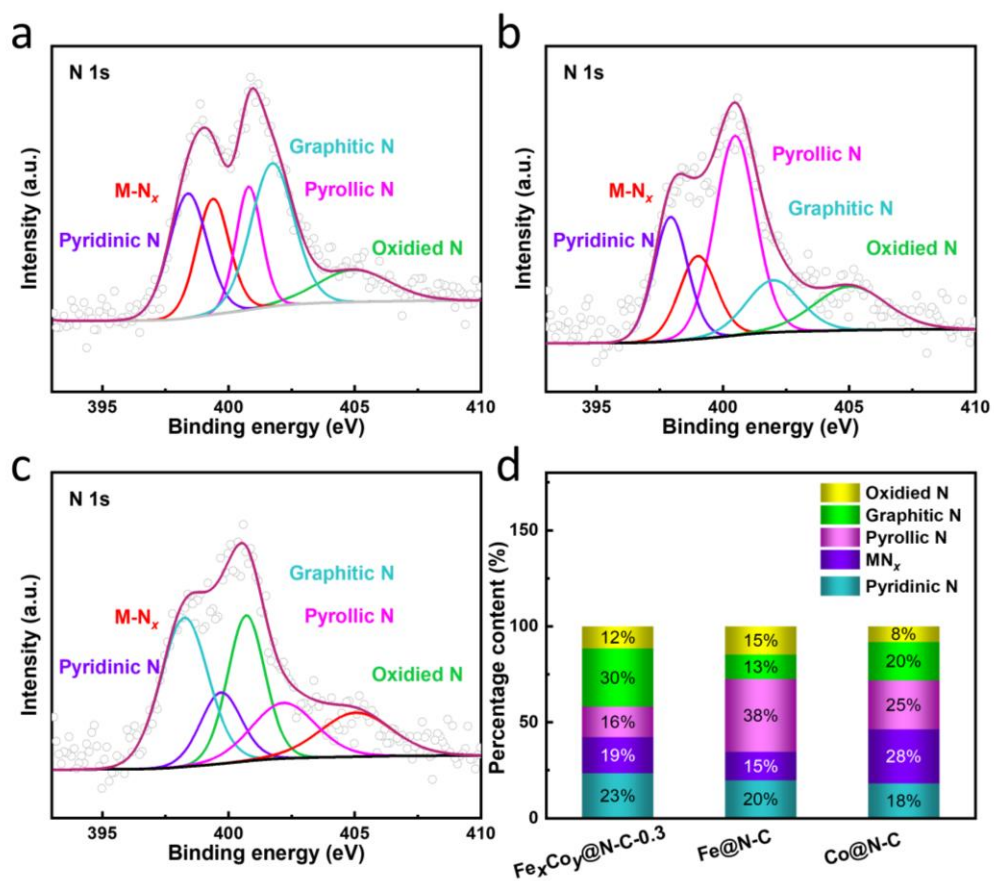 a
N 1s
Graphitic N
M-Nx
Pyrollic N
Pyridinic N
Oxidied N
Intensity (a.u.)
395
400
405
410
Binding energy (eV)
b
N 1s
Pyrollic N
M-Nx
Graphitic N
Pyridinic N
Oxidied N
Intensity (a.u.)
395
400
405
410
Binding energy (eV)
c
N 1s
Graphitic N
M-Nx
Pyrollic N
Pyridinic N
Oxidied N
Intensity (a.u.)
395
400
405
410
Binding energy (eV)
d
Oxidied N
Graphitic N
Pyrollic N
MNx
Pyridinic N
Percentage content (%)
150
100
50
0
12%
30%
16%
19%
23%
15%
13%
38%
15%
20%
8%
20%
25%
28%
18%
FexCoy@N-C-0.3
Fe@N-C
Co@N-C